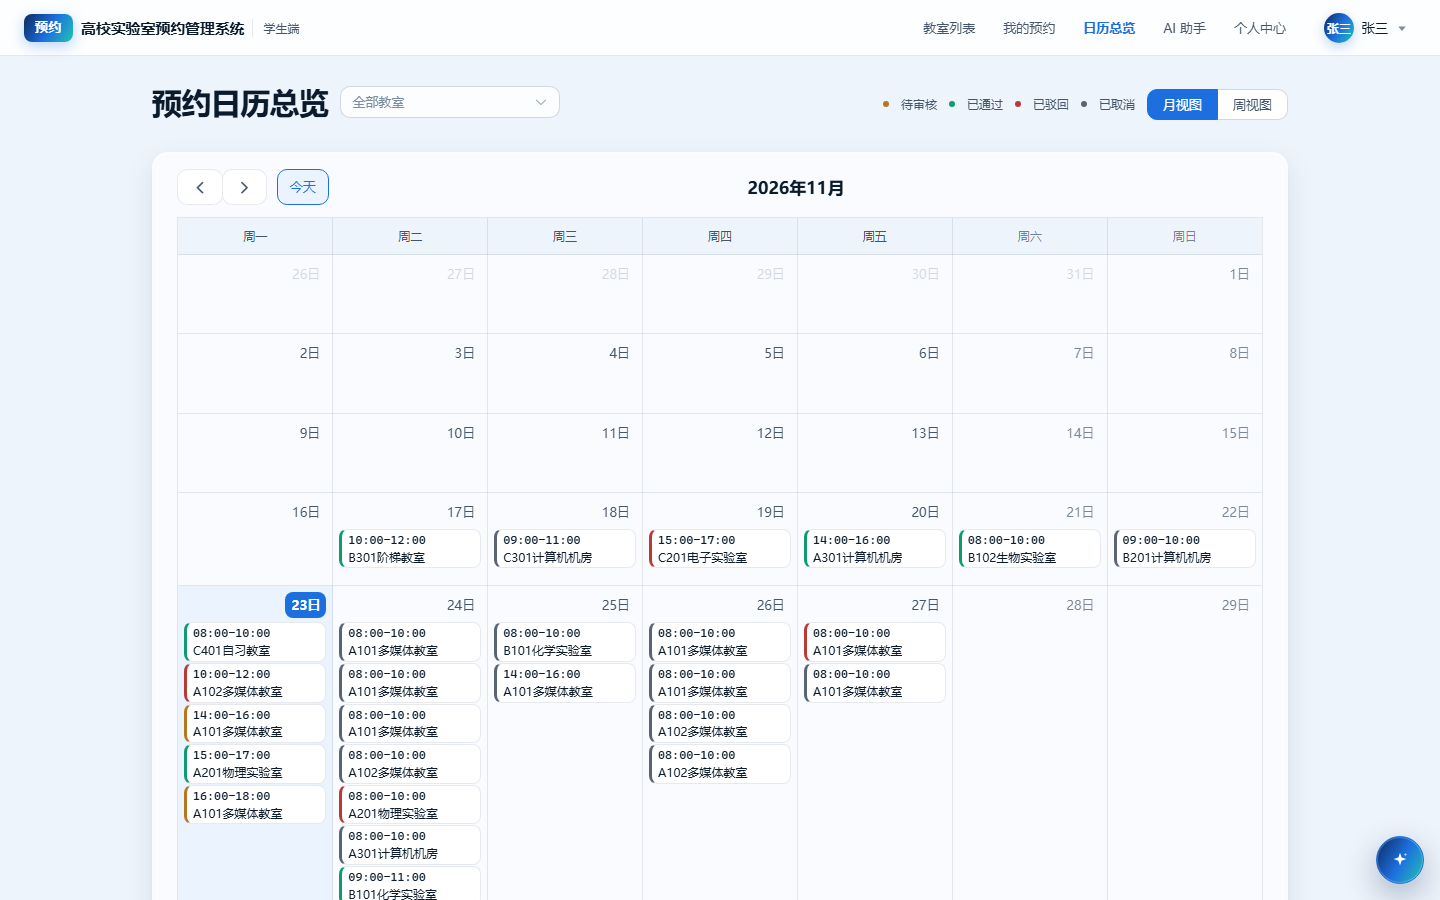 预约 高校实验室预约管理系统 学生端 教室列表 我的预约 日历总览 AI 助手 个人中心 张三 张三
预约日历总览 全部教室 待审核 已通过 已驳回 已取消 月视图 周视图
今天 2026年11月
周一 周二 周三 周四 周五 周六 周日
26日 27日 28日 29日 30日 31日 1日
2日 3日 4日 5日 6日 7日 8日
9日 10日 11日 12日 13日 14日 15日
16日 17日 18日 19日 20日 21日 22日
10:00-12:00 09:00-11:00 15:00-17:00 14:00-16:00 08:00-10:00 09:00-10:00
B301阶梯教室 C301计算机机房 C201电子实验室 A301计算机机房 B102生物实验室 B201计算机机房
23日 24日 25日 26日 27日 28日 29日
08:00-10:00 08:00-10:00 08:00-10:00 08:00-10:00 08:00-10:00
C401自习教室 A101多媒体教室 B101化学实验室 A101多媒体教室 A101多媒体教室
10:00-12:00 08:00-10:00 14:00-16:00 08:00-10:00 08:00-10:00
A102多媒体教室 A101多媒体教室 A101多媒体教室 A101多媒体教室 A101多媒体教室
14:00-16:00 08:00-10:00 08:00-10:00
A101多媒体教室 A101多媒体教室 A102多媒体教室
15:00-17:00 08:00-10:00 08:00-10:00
A201物理实验室 A102多媒体教室 A102多媒体教室
16:00-18:00 08:00-10:00
A101多媒体教室 A201物理实验室
08:00-10:00
A301计算机机房
09:00-11:00
B101化学实验室